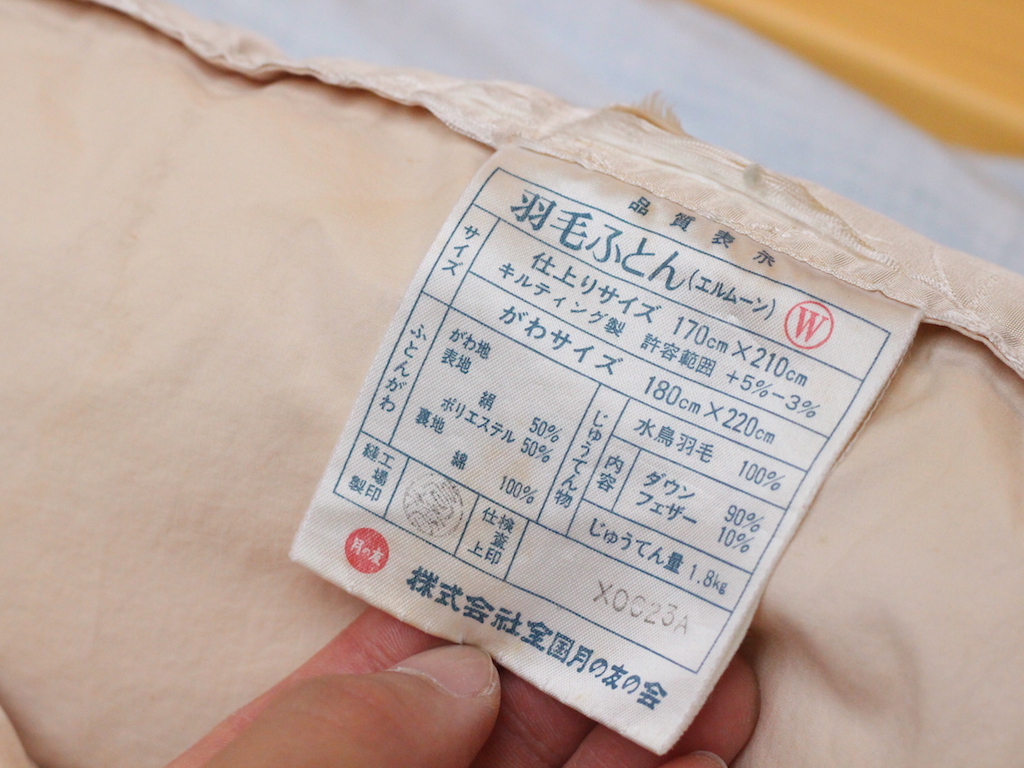 品質表示
羽毛ふとん(エルムーン) W
サイズ
仕上りサイズ 170cm×210cm
キルティング製 許容範囲 +5%-3%
がわサイズ 180cm×220cm
ふとんがわ
がわ地
表地
絹 50%
ポリエステル 50%
裏地
綿 100%
じゅうてん物
水鳥羽毛 100%
内容
ダウン 90%
フェザー 10%
じゅうてん量 1.8kg
縫製
工場印
仕上
検査印
X0623A
月の友
株式会社全国月の友の会